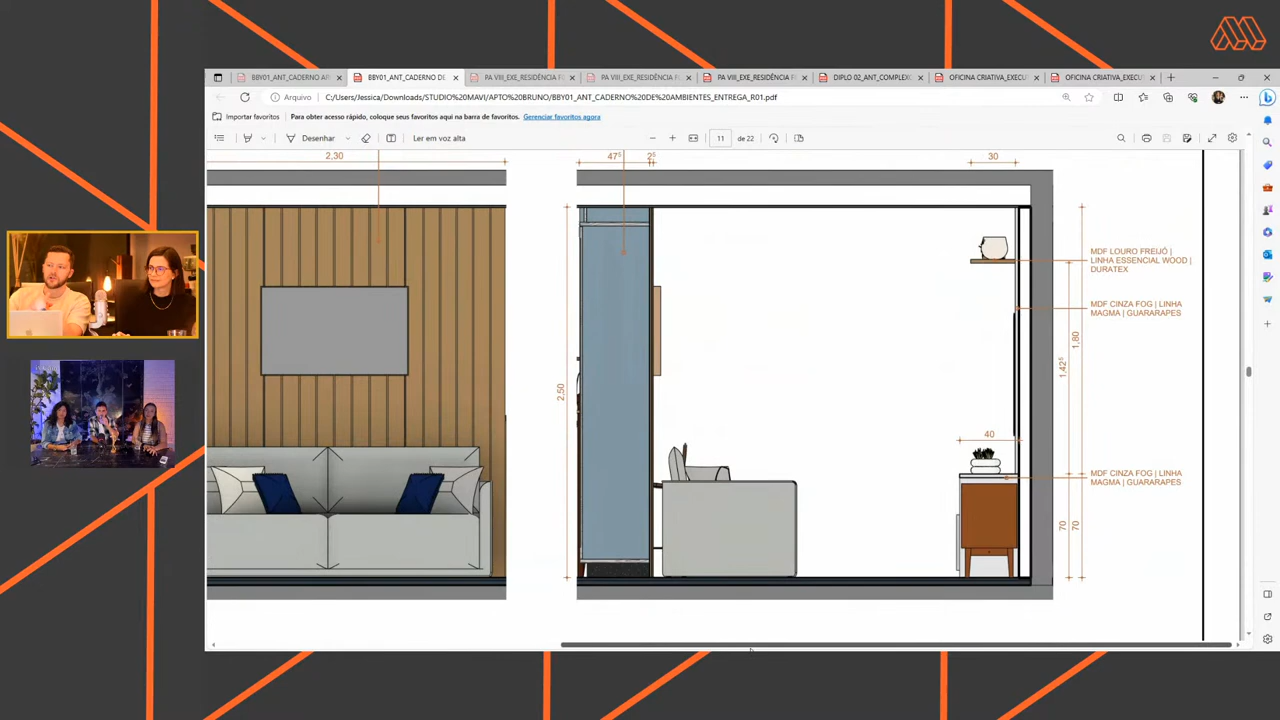 BBY01_ANT_CADERNO AR
BBY01_ANT_CADERNO DE
PA VIII_EXE_RESIDÊNCIA F
PA VIII_EXE_RESIDÊNCIA FL
PA VIII_EXE_RESIDÊNCIA F
DIPLO 02_ANT_COMPLEXO
OFICINA CRIATIVA_EXECU
OFICINA CRIATIVA_EXECU
Arquivo C:/Users/Jessica/Downloads/STUDIO%20MAVI/APTO%20BRUNO/BBY01_ANT_CADERNO%20DE%20AMBIENTES_ENTREGA_R01.pdf
Importar favoritos Para obter acesso rápido, coloque seus favoritos aqui na barra de favoritos. Gerenciar favoritos agora
Desenhar Ler em voz alta 11 de 22
2,30 47⁵ 2⁵ 30
MDF LOURO FREIJÓ |
LINHA ESSENCIAL WOOD |
DURATEX
MDF CINZA FOG | LINHA
MAGMA | GUARARAPES
1,80
1,42⁵
2,50
40
MDF CINZA FOG | LINHA
MAGMA | GUARARAPES
70 70